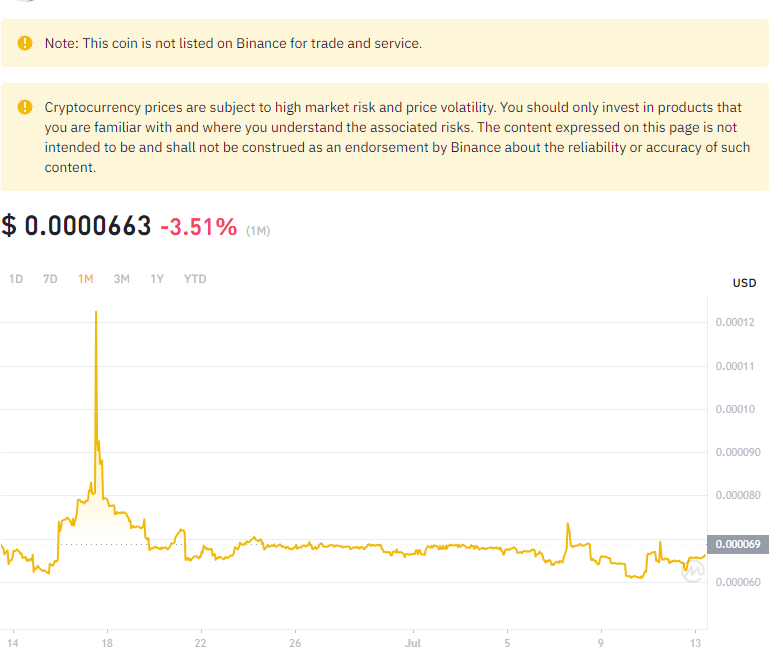 Note: This coin is not listed on Binance for trade and service.
Cryptocurrency prices are subject to high market risk and price volatility. You should only invest in products that
you are familiar with and where you understand the associated risks. The content expressed on this page is not
intended to be and shall not be construed as an endorsement by Binance about the reliability or accuracy of such
content.
$ 0.0000663 -3.51% (1M)
1D 7D 1M 3M 1Y YTD
USD
0.00012
0.00011
0.00010
0.000090
0.000080
0.000069
0.000060
14 18 22 26 Jul 5 9 13